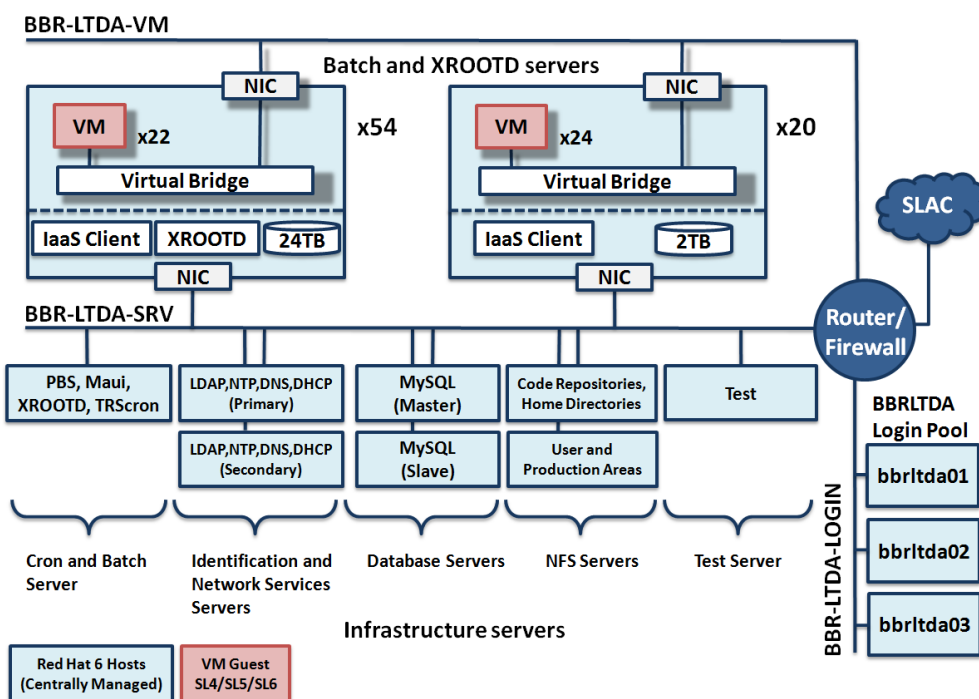 BBR-LTDA-VM
Batch and XROOTD servers
NIC
NIC
VM
x22
x54
VM
x24
x20
Virtual Bridge
Virtual Bridge
SLAC
IaaS Client
XROOTD
24TB
IaaS Client
2TB
NIC
NIC
BBR-LTDA-SRV
Router/
Firewall
PBS, Maui,
XROOTD, TRScron
LDAP,NTP,DNS,DHCP
(Primary)
MySQL
(Master)
Code Repositories,
Home Directories
Test
LDAP,NTP,DNS,DHCP
(Secondary)
MySQL
(Slave)
User and
Production Areas
BBRLTDA
Login Pool
bbrltda01
bbrltda02
bbrltda03
BBR-LTDA-LOGIN
Cron and Batch
Server
Identification and
Network Services
Servers
Database Servers
NFS Servers
Test Server
Infrastructure servers
Red Hat 6 Hosts
(Centrally Managed)
VM Guest
SL4/SL5/SL6